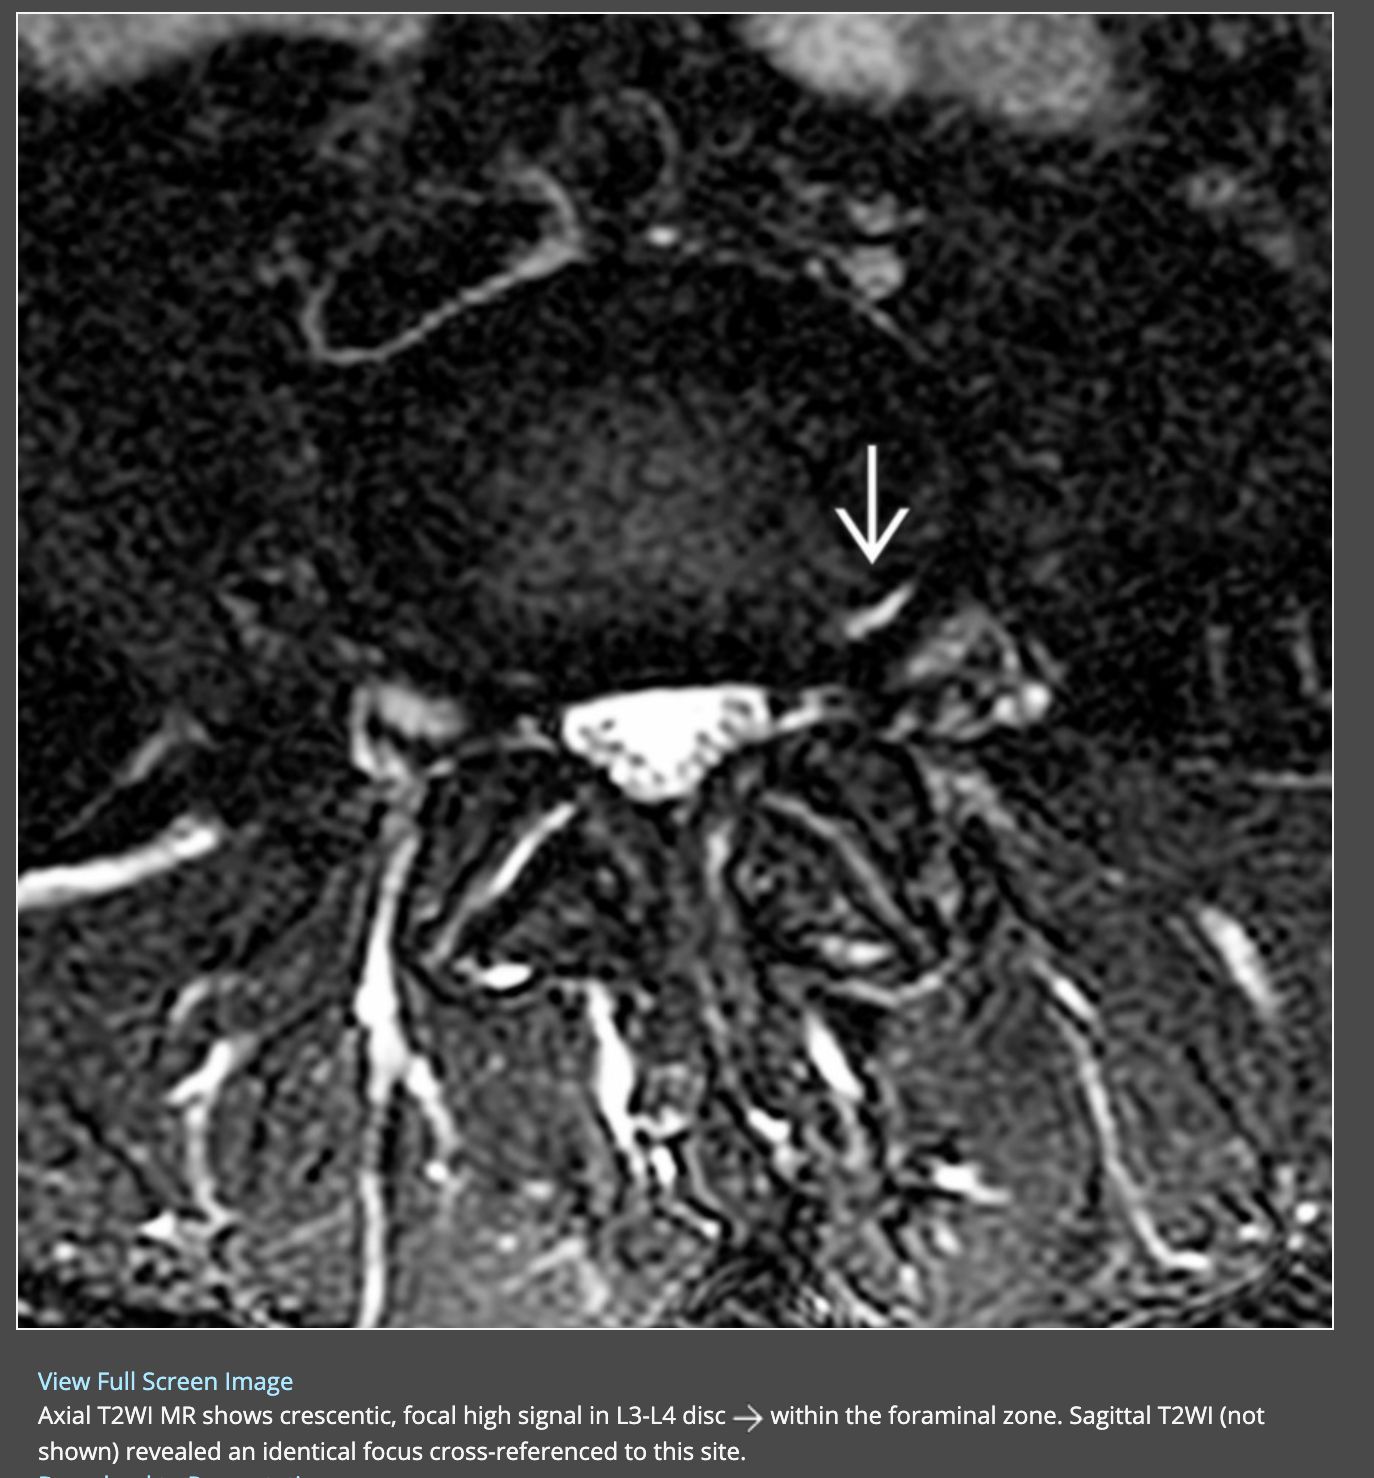 View Full Screen Image
Axial T2WI MR shows crescentic, focal high signal in L3-L4 disc → within the foraminal zone. Sagittal T2WI (not
shown) revealed an identical focus cross-referenced to this site.